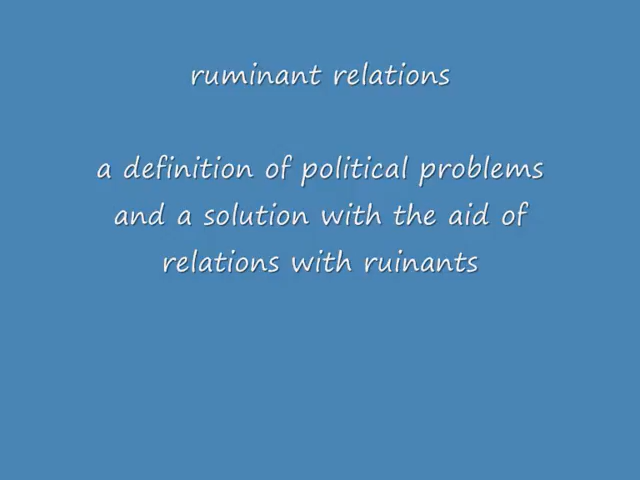 ruminant relations
a definition of political problems
and a solution with the aid of
relations with ruinants